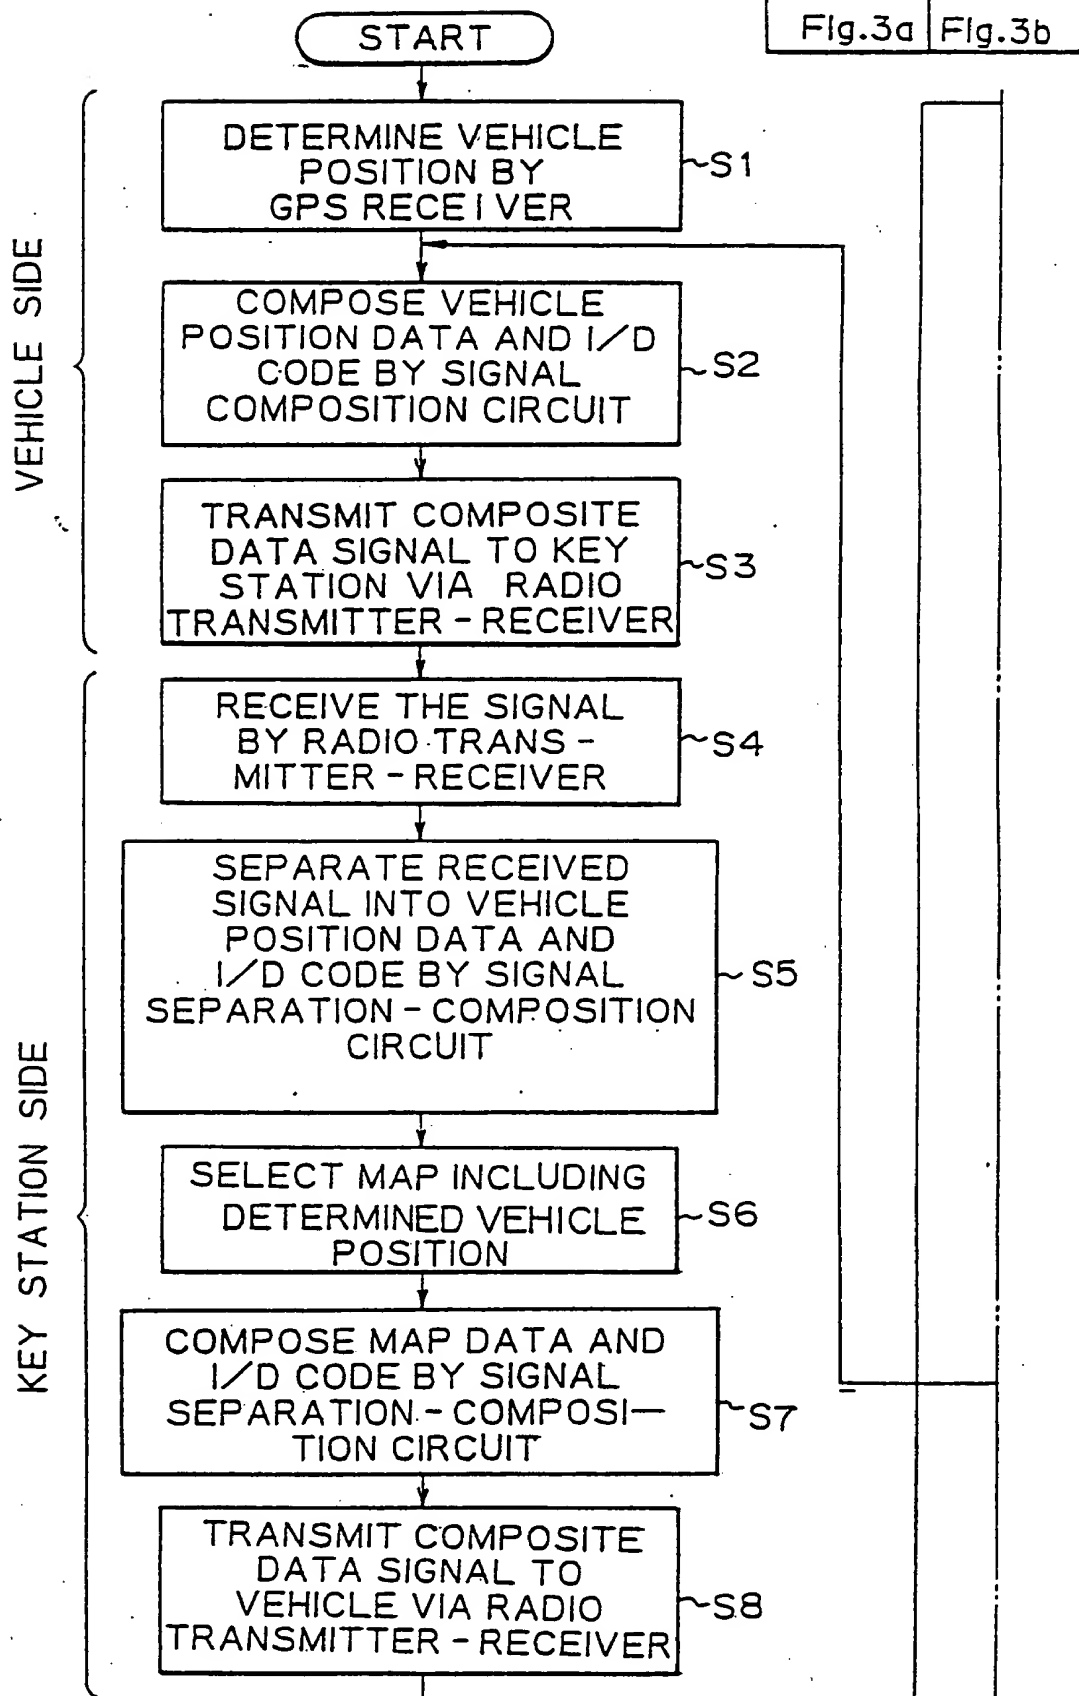 Fig.3a Fig.3b
START
DETERMINE VEHICLE
POSITION BY
GPS RECEIVER
S1
COMPOSE VEHICLE
POSITION DATA AND I/D
CODE BY SIGNAL
COMPOSITION CIRCUIT
S2
TRANSMIT COMPOSITE
DATA SIGNAL TO KEY
STATION VIA RADIO
TRANSMITTER-RECEIVER
S3
VEHICLE SIDE
RECEIVE THE SIGNAL
BY RADIO TRANS-
MITTER-RECEIVER
S4
SEPARATE RECEIVED
SIGNAL INTO VEHICLE
POSITION DATA AND
I/D CODE BY SIGNAL
SEPARATION-COMPOSITION
CIRCUIT
S5
SELECT MAP INCLUDING
DETERMINED VEHICLE
POSITION
S6
COMPOSE MAP DATA AND
I/D CODE BY SIGNAL
SEPARATION-COMPOSI-
TION CIRCUIT
S7
TRANSMIT COMPOSITE
DATA SIGNAL TO
VEHICLE VIA RADIO
TRANSMITTER-RECEIVER
S8
KEY STATION SIDE